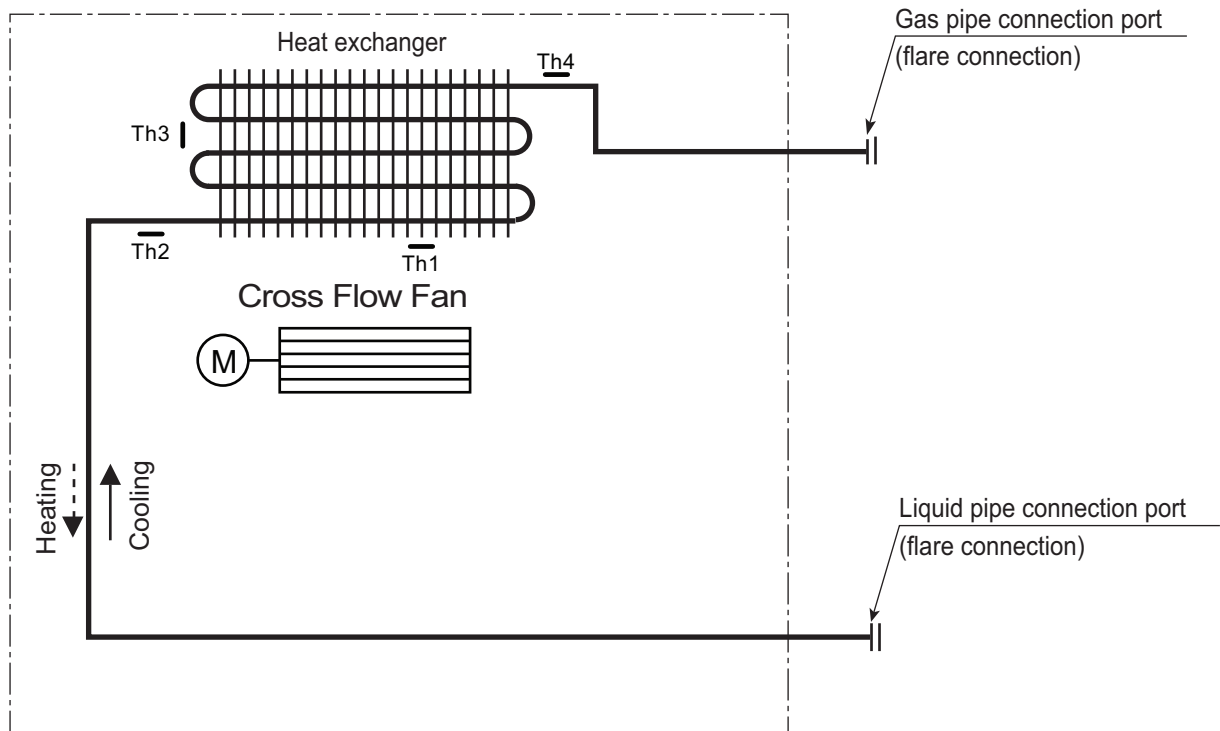 Gas pipe connection port
(flare connection)
Heat exchanger
Th4
Th3
Th2
Th1
Cross Flow Fan
M
Heating
Cooling
Liquid pipe connection port
(flare connection)